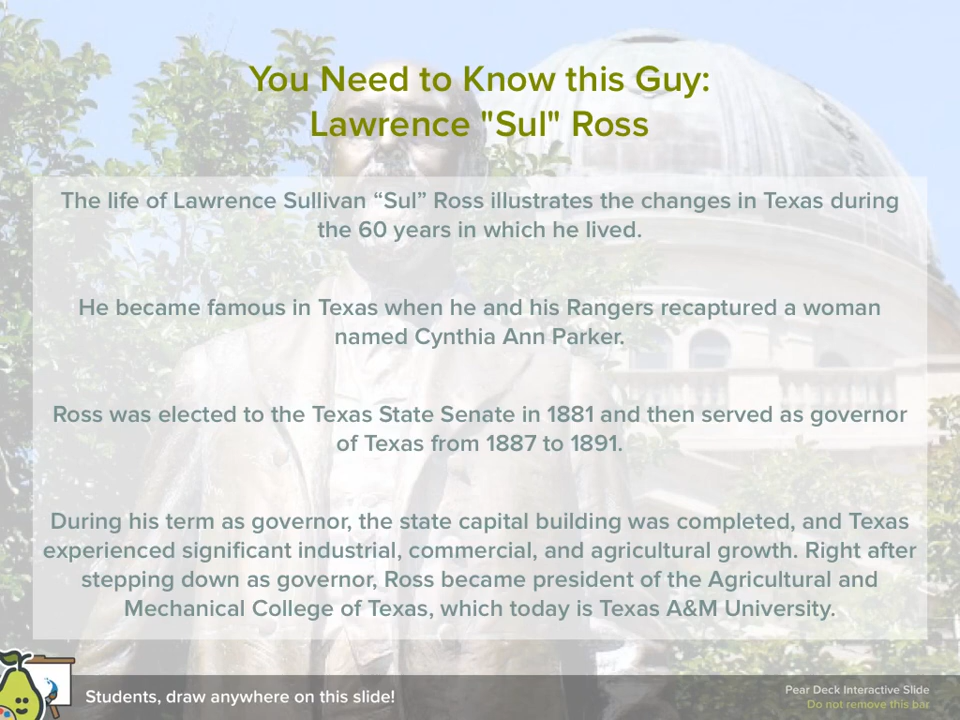 You Need to Know this Guy:
Lawrence "Sul" Ross
The life of Lawrence Sullivan “Sul” Ross illustrates the changes in Texas during
the 60 years in which he lived.
He became famous in Texas when he and his Rangers recaptured a woman
named Cynthia Ann Parker.
Ross was elected to the Texas State Senate in 1881 and then served as governor
of Texas from 1887 to 1891.
During his term as governor, the state capital building was completed, and Texas
experienced significant industrial, commercial, and agricultural growth. Right after
stepping down as governor, Ross became president of the Agricultural and
Mechanical College of Texas, which today is Texas A&M University.
Students, draw anywhere on this slide!
Pear Deck Interactive Slide
Do not remove this bar